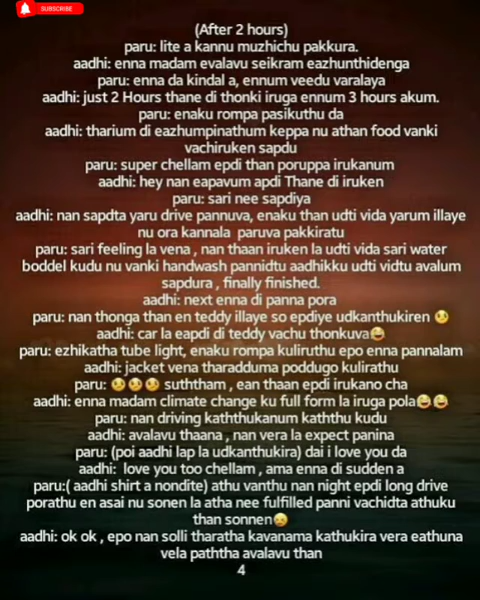 SUBSCRIBE
(After 2 hours)
paru: lite a kannu muzhichu pakkura.
aadhi: enna madam evalavu seikram eazhunthidenga
paru: enna da kindal a, ennum veedu varalaya
aadhi: just 2 Hours thane di thonki iruga ennum 3 hours akum.
paru: enaku rompa pasikuthu da
aadhi: tharium di eazhumpinathum keppa nu athan food vanki
vachiruken sapdu
paru: super chellam epdi than poruppa irukanum
aadhi: hey nan eapavum apdi Thane di iruken
paru: sari nee sapdiya
aadhi: nan sapdta yaru drive pannuva, enaku than udti vida yarum illaye
nu ora kannala  paruva pakkiratu
paru: sari feeling la vena , nan thaan iruken la udti vida sari water
boddel kudu nu vanki handwash pannidtu aadhikku udti vidtu avalum
sapdura , finally finished.
aadhi: next enna di panna pora
paru: nan thonga than en teddy illaye so epdiye udkanthukiren 🤨
aadhi: car la eapdi di teddy vachu thonkuva😂
paru: ezhikatha tube light, enaku rompa kuliruthu epo enna pannalam
aadhi: jacket vena tharadduma poddugo kulirathu
paru: 🤨🤨🤨 suththam , ean thaan epdi irukano cha
aadhi: enna madam climate change ku full form la iruga pola😂😂
paru: nan driving kaththukanum kaththu kudu
aadhi: avalavu thaana , nan vera la expect panina
paru: (poi aadhi lap la udkanthukira) dai i love you da
aadhi:  love you too chellam , ama enna di sudden a
paru:( aadhi shirt a nondite) athu vanthu nan night epdi long drive
porathu en asai nu sonen la atha nee fulfilled panni vachidta athuku
than sonnen😘
aadhi: ok ok , epo nan solli tharatha kavanama kathukira vera eathuna
vela paththa avalavu than
4